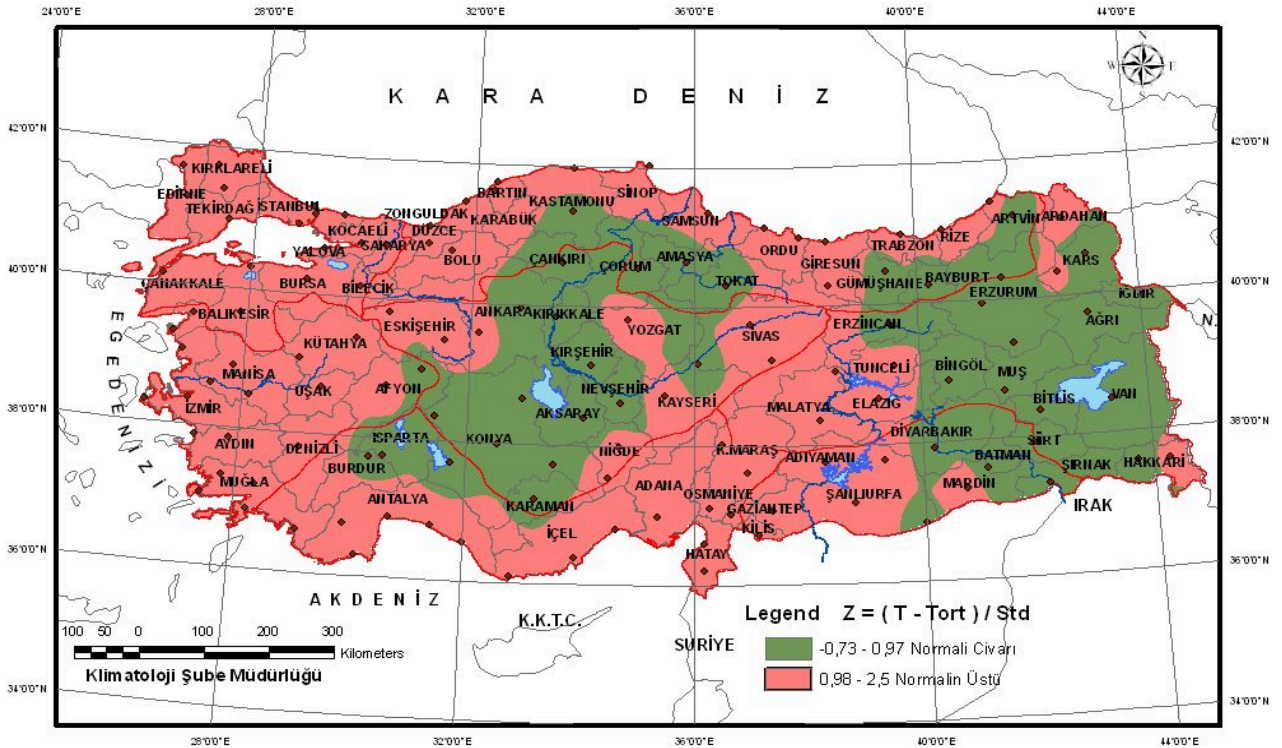 24°0'0"E 28°0'0"E 32°0'0"E 36°0'0"E 40°0'0"E 44°0'0"E
N
W E
S
K A R A D E N İ Z
42°0'0"N 42°0'0"N
KIRKLARELİ
EDİRNE
TEKİRDAĞ
İSTANBUL
KOCAELİ
YALOVA
SAKARYA
ZONGULDAK
DÜZCE
BARTIN
KARABÜK
KASTAMONU
SİNOP
SAMSUN
BOLU
ÇANKIRI
ÇORUM
AMASYA
TOKAT
ORDU
GİRESUN
TRABZON
RİZE
ARTVİN
ARDAHAN
KARS
GÜMÜŞHANE
BAYBURT
ERZURUM
IĞDIR
AĞRI
40°0'0"N 40°0'0"N
ÇANAKKALE
BALIKESİR
BURSA
BİLECİK
ESKİŞEHİR
ANKARA
KIRIKKALE
YOZGAT
SİVAS
ERZİNCAN
KÜTAHYA
KIRŞEHİR
NEVŞEHİR
KAYSERİ
TUNCELİ
BİNGÖL
MUŞ
BİTLİS
VAN
MANİSA
UŞAK
AFYON
AKSARAY
MALATYA
ELAZIĞ
İZMİR
AYDIN
DENİZLİ
ISPARTA
BURDUR
KONYA
NİĞDE
K.MARAŞ
ADIYAMAN
DİYARBAKIR
BATMAN
SİİRT
ŞIRNAK
HAKKARİ
MARDİN
ŞANLIURFA
MUĞLA
ANTALYA
KARAMAN
İÇEL
ADANA
OSMANİYE
GAZİANTEP
KİLİS
HATAY
38°0'0"N 38°0'0"N
E G E D E N İ Z İ
N.
IRAK
36°0'0"N 36°0'0"N
A K D E N İ Z
K.K.T.C.
SURİYE
100 50 0 100 200 300
Kilometers
Klimatoloji Şube Müdürlüğü
Legend Z = ( T - Tort ) / Std
-0,73 - 0,97 Normali Civarı
0,98 - 2,5 Normalin Üstü
34°0'0"N 34°0'0"N
28°0'0"E 32°0'0"E 36°0'0"E 40°0'0"E 44°0'0"E